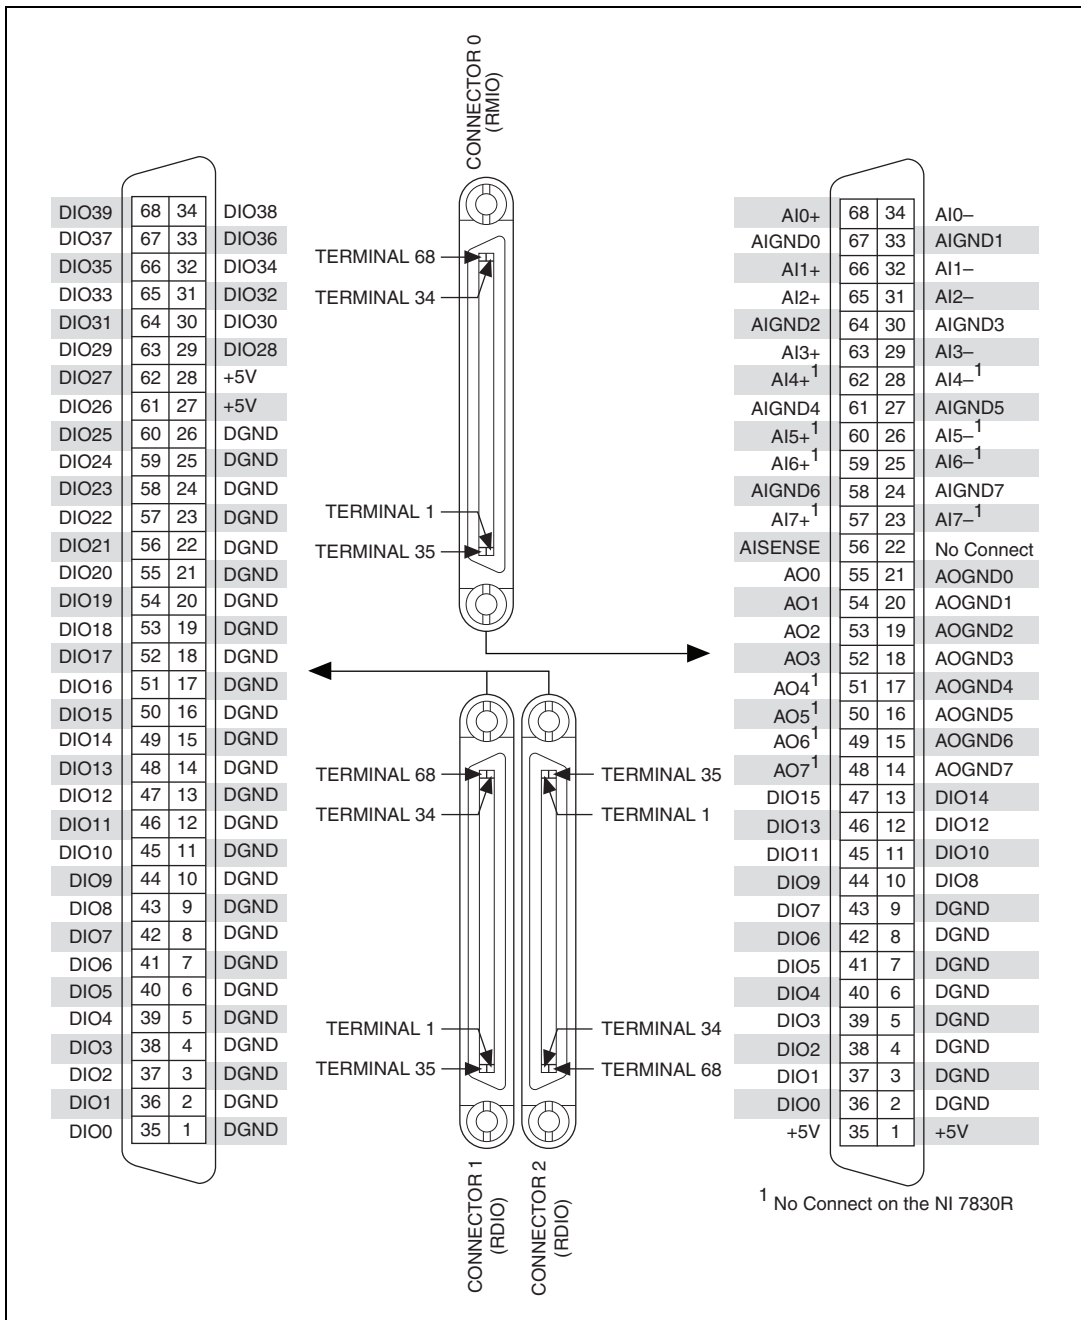 CONNECTOR 0
(RMIO)
DIO39 68 34 DIO38
DIO37 67 33 DIO36
DIO35 66 32 DIO34
DIO33 65 31 DIO32
DIO31 64 30 DIO30
DIO29 63 29 DIO28
DIO27 62 28 +5V
DIO26 61 27 +5V
DIO25 60 26 DGND
DIO24 59 25 DGND
DIO23 58 24 DGND
DIO22 57 23 DGND
DIO21 56 22 DGND
DIO20 55 21 DGND
DIO19 54 20 DGND
DIO18 53 19 DGND
DIO17 52 18 DGND
DIO16 51 17 DGND
DIO15 50 16 DGND
DIO14 49 15 DGND
DIO13 48 14 DGND
DIO12 47 13 DGND
DIO11 46 12 DGND
DIO10 45 11 DGND
DIO9 44 10 DGND
DIO8 43 9 DGND
DIO7 42 8 DGND
DIO6 41 7 DGND
DIO5 40 6 DGND
DIO4 39 5 DGND
DIO3 38 4 DGND
DIO2 37 3 DGND
DIO1 36 2 DGND
DIO0 35 1 DGND
TERMINAL 68
TERMINAL 34
TERMINAL 1
TERMINAL 35
TERMINAL 68
TERMINAL 34
TERMINAL 35
TERMINAL 1
TERMINAL 1
TERMINAL 35
TERMINAL 34
TERMINAL 68
CONNECTOR 1
(RDIO)
CONNECTOR 2
(RDIO)
AI0+ 68 34 AI0–
AIGND0 67 33 AIGND1
AI1+ 66 32 AI1–
AI2+ 65 31 AI2–
AIGND2 64 30 AIGND3
AI3+ 63 29 AI3–
AI4+1 62 28 AI4–1
AIGND4 61 27 AIGND5
AI5+1 60 26 AI5–1
AI6+1 59 25 AI6–1
AIGND6 58 24 AIGND7
AI7+1 57 23 AI7–1
AISENSE 56 22 No Connect
AO0 55 21 AOGND0
AO1 54 20 AOGND1
AO2 53 19 AOGND2
AO3 52 18 AOGND3
AO41 51 17 AOGND4
AO51 50 16 AOGND5
AO61 49 15 AOGND6
AO71 48 14 AOGND7
DIO15 47 13 DIO14
DIO13 46 12 DIO12
DIO11 45 11 DIO10
DIO9 44 10 DIO8
DIO7 43 9 DGND
DIO6 42 8 DGND
DIO5 41 7 DGND
DIO4 40 6 DGND
DIO3 39 5 DGND
DIO2 38 4 DGND
DIO1 37 3 DGND
DIO0 36 2 DGND
+5V 35 1 +5V
1 No Connect on the NI 7830R